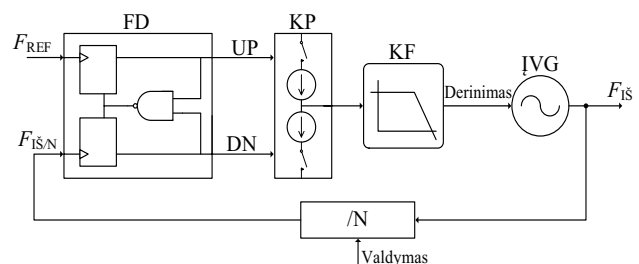 FD
KP
F_REF
UP
KF
ĮVG
Derinimas
F_IŠ
F_IŠ/N
DN
/N
Valdymas